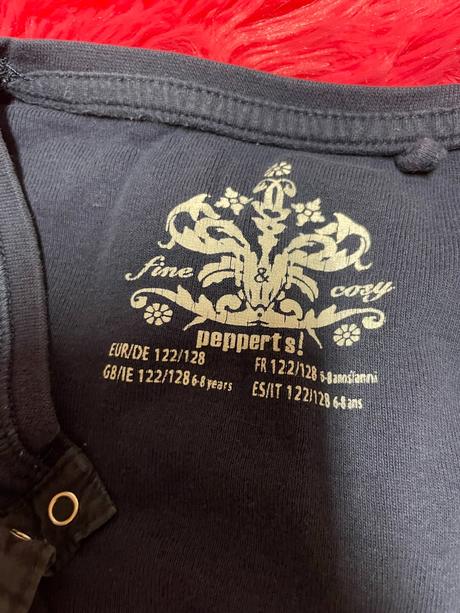 fine & cosy
pepperts!
EUR/DE 122/128 FR 122/128 6-8 ans/anni
GB/IE 122/128 6-8 years ES/IT 122/128 6-8 ans